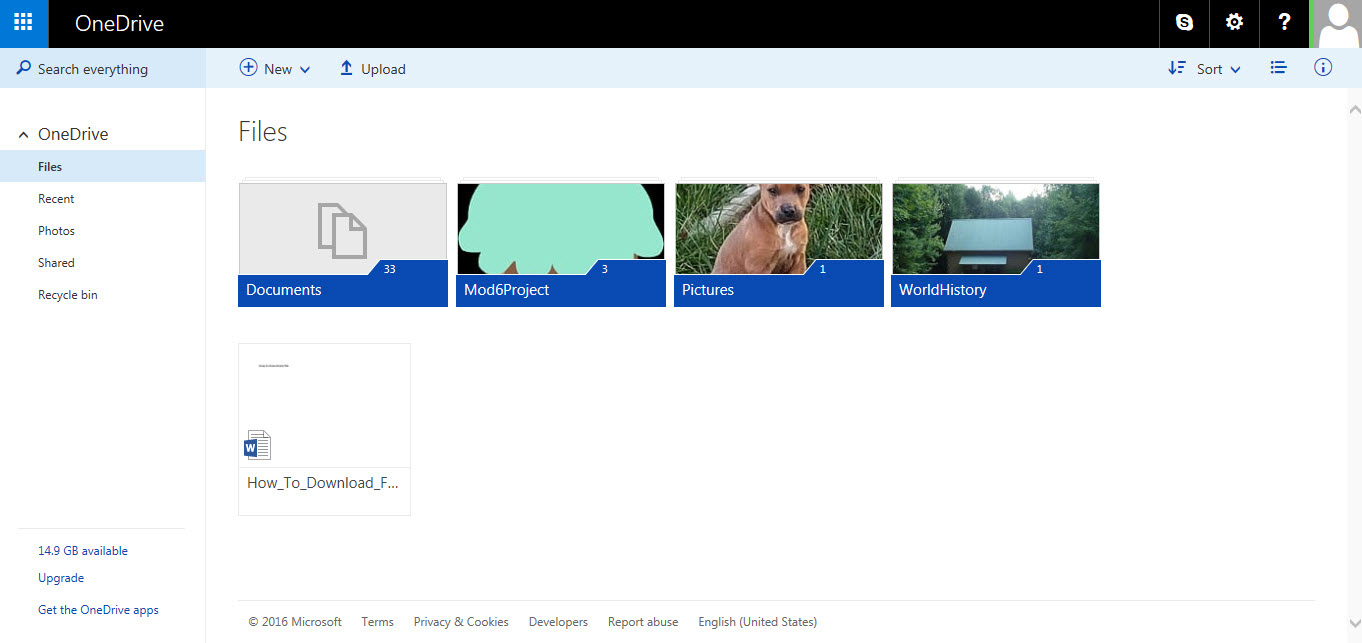 OneDrive
?
Search everything
New
Upload
Sort
OneDrive
Files
Recent
Photos
Shared
Recycle bin
14.9 GB available
Upgrade
Get the OneDrive apps
Files
33
Documents
3
Mod6Project
1
Pictures
1
WorldHistory
W
How_To_Download_F...
© 2016 Microsoft Terms Privacy & Cookies Developers Report abuse English (United States)